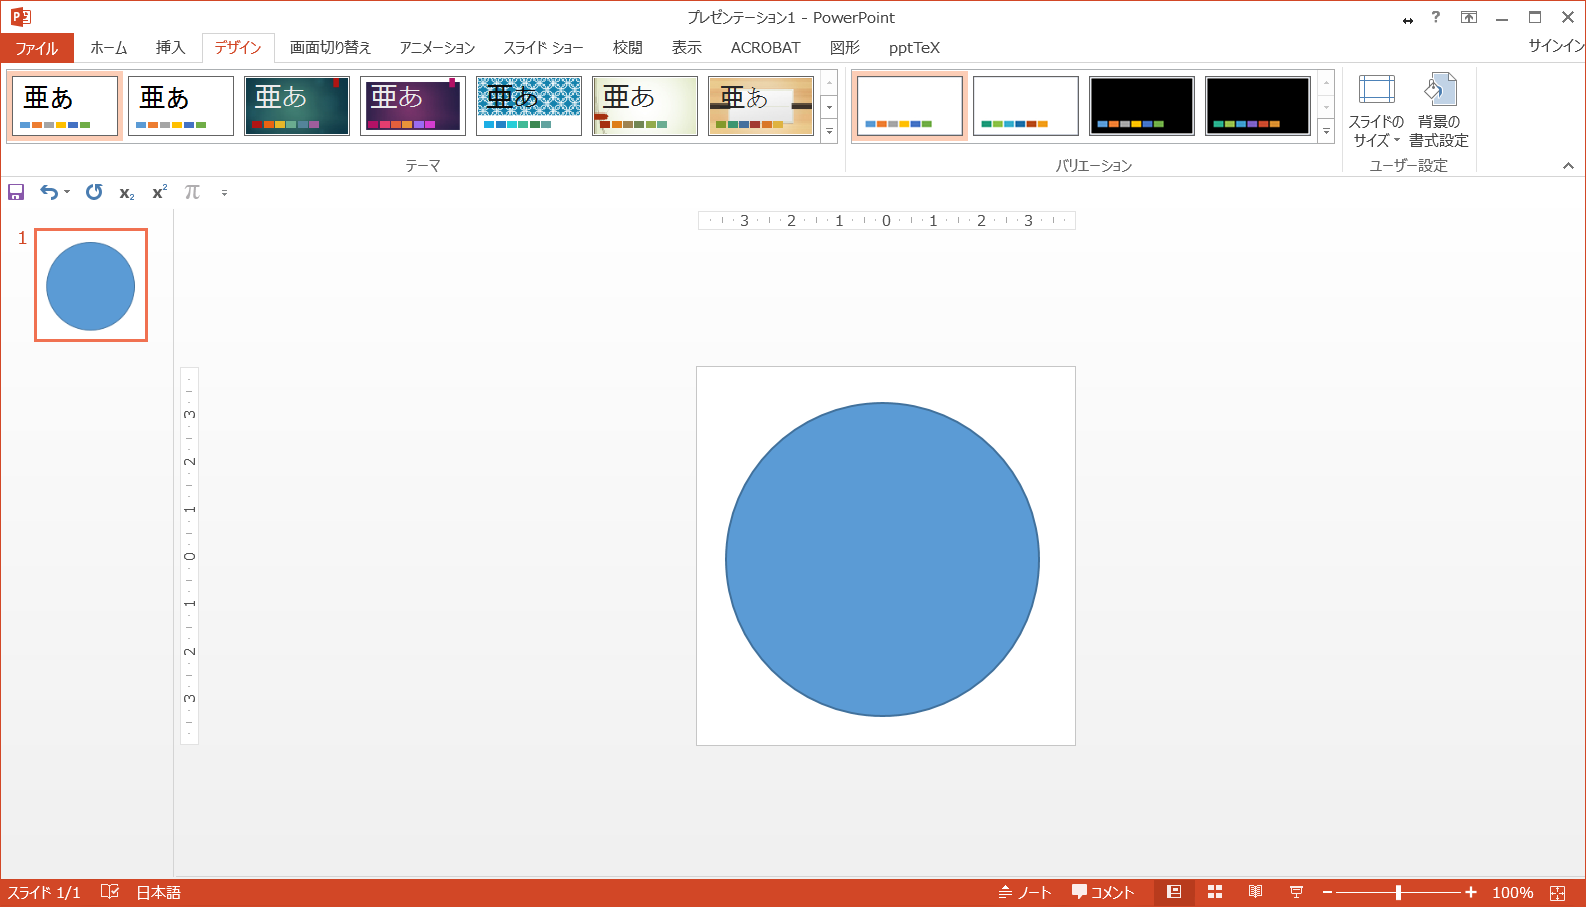 プレゼンテーション1 - PowerPoint
?
ファイル ホーム 挿入 デザイン 画面切り替え アニメーション スライド ショー 校閲 表示 ACROBAT 図形 pptTeX サインイン
亜あ 亜あ 亜あ 亜あ 亜あ 亜あ 亜あ
スライドの サイズ
背景の 書式設定
テーマ バリエーション ユーザー設定
x2 x2 π
3 2 1 0 1 2 3
1
3
2
1
0
1
2
3
スライド 1/1 日本語 ノート コメント 100%